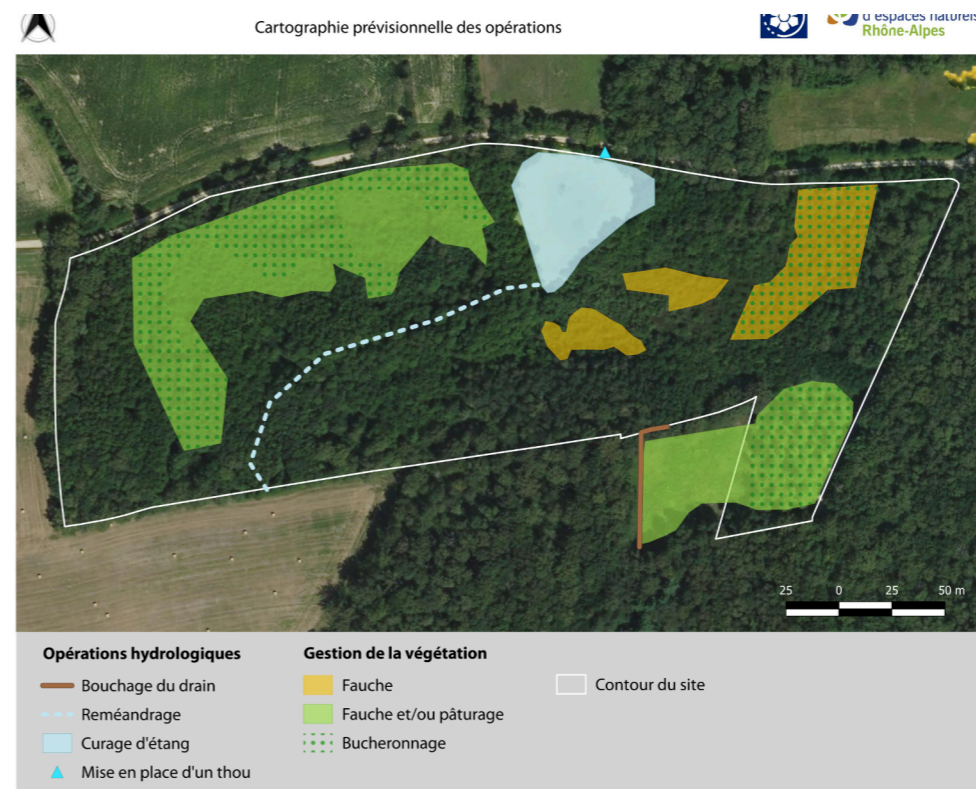 Cartographie prévisionnelle des opérations
d'espaces naturels
Rhône-Alpes
25 0 25 50 m
Opérations hydrologiques
Bouchage du drain
Reméandrage
Curage d'étang
Mise en place d'un thou
Gestion de la végétation
Fauche
Fauche et/ou pâturage
Bucheronnage
Contour du site